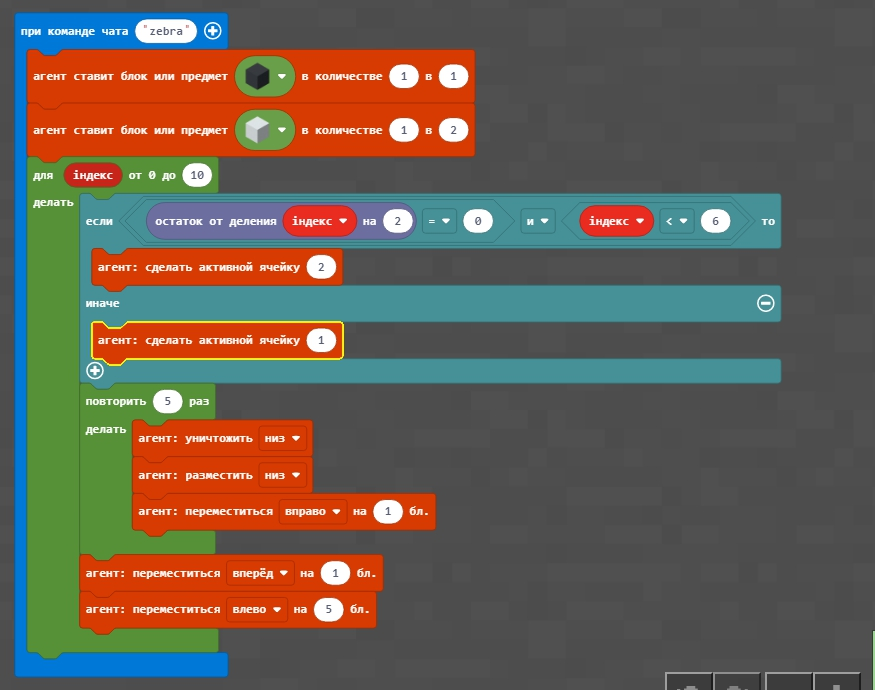 при команде чата "zebra"
агент ставит блок или предмет в количестве 1 в 1
агент ставит блок или предмет в количестве 1 в 2
для індекс от 0 до 10
делать
если остаток от деления індекс на 2 = 0 и індекс < 6 то
агент: сделать активной ячейку 2
иначе
агент: сделать активной ячейку 1
повторить 5 раз
делать
агент: уничтожить низ
агент: разместить низ
агент: переместиться вправо на 1 бл.
агент: переместиться вперёд на 1 бл.
агент: переместиться влево на 5 бл.